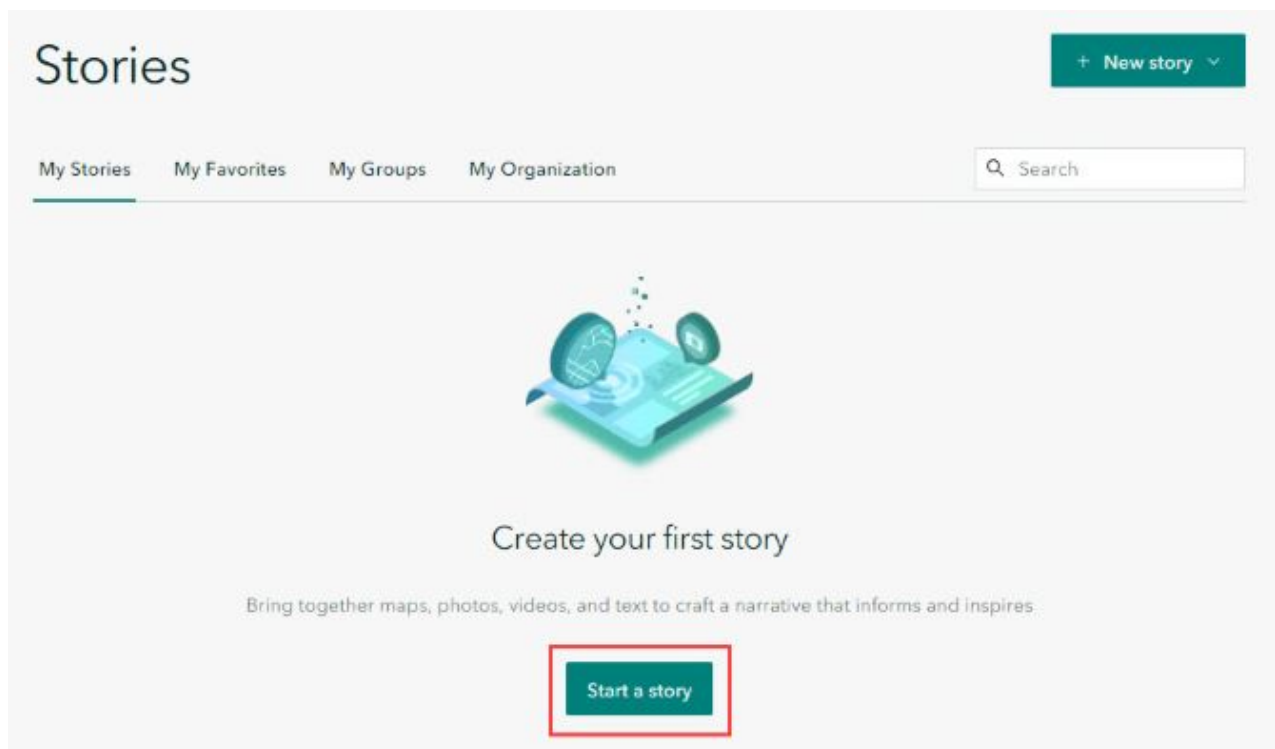 Stories
+ New story
My Stories
My Favorites
My Groups
My Organization
Search
Create your first story
Bring together maps, photos, videos, and text to craft a narrative that informs and inspires
Start a story